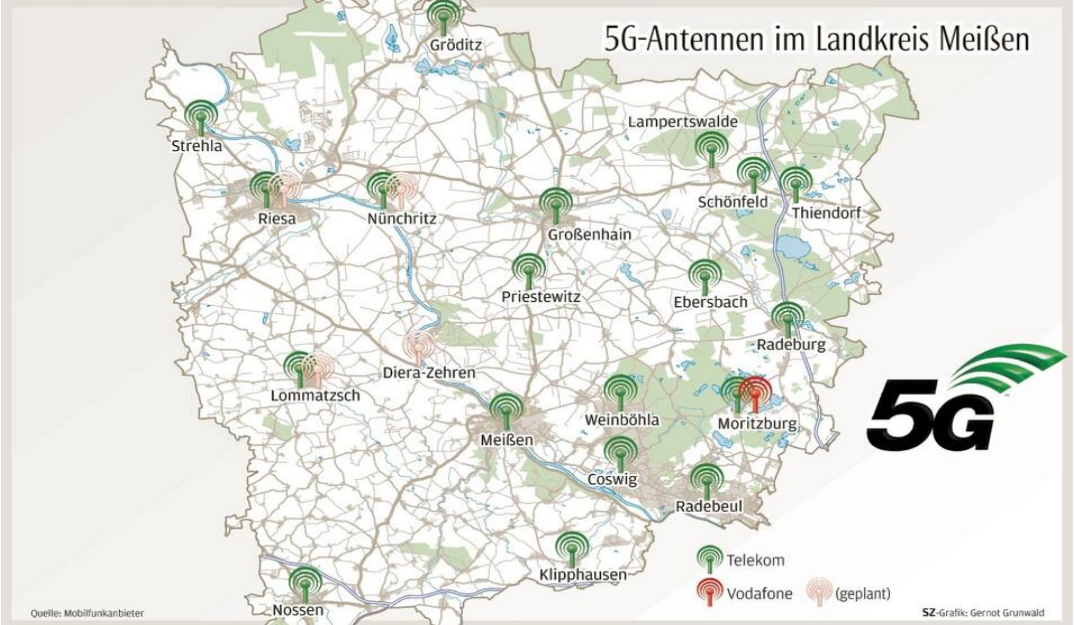 5G-Antennen im Landkreis Meißen
Gröditz
Lampertswalde
Strehla
Schönfeld
Thiendorf
Riesa
Nünchritz
Großenhain
Priestewitz
Ebersbach
Radeburg
Diera-Zehren
Lommatzsch
5G
Weinböhla
Moritzburg
Meißen
Coswig
Radebeul
Telekom
Klipphausen
Vodafone
(geplant)
Nossen
Quelle: Mobilfunkanbieter
SZ-Grafik: Gernot Grunwald